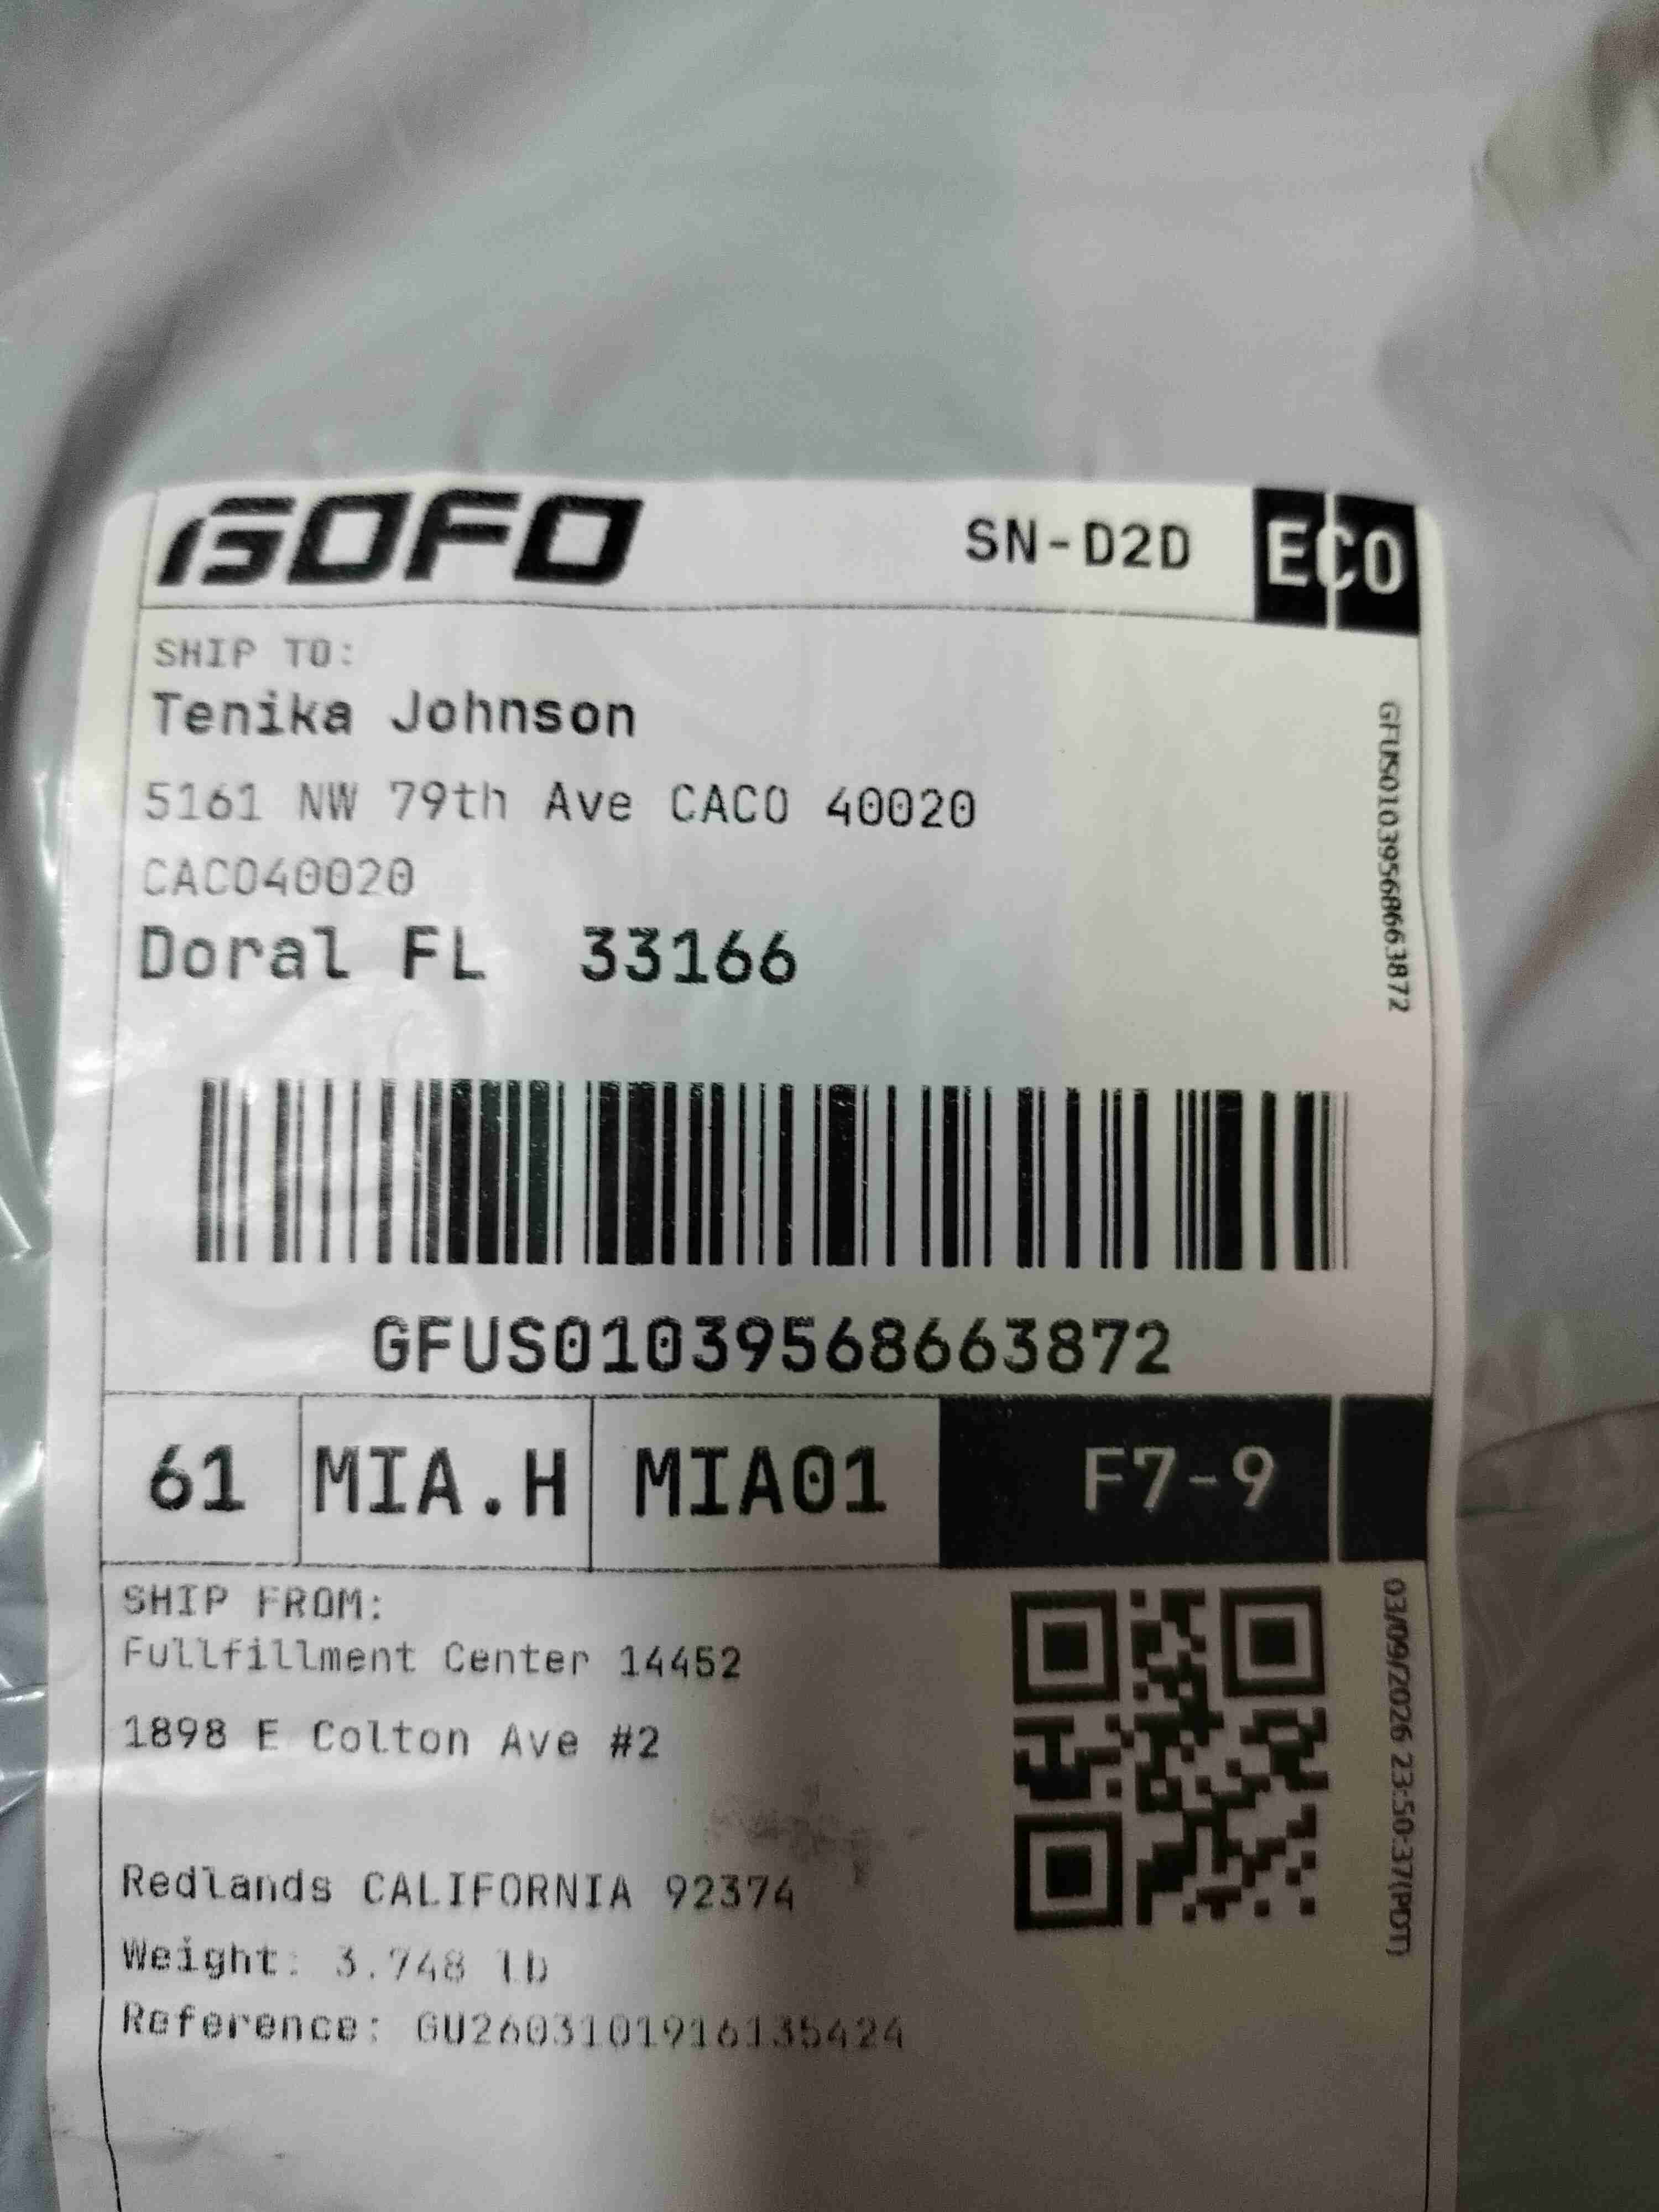 GOFO
SN-D2D
ECO
SHIP TO:
Tenika Johnson
5161 NW 79th Ave CACO 40020
CACO40020
Doral FL 33166
GFUS01039568663872
GFUS01039568663872
61
MIA.H
MIA01
F7-9
SHIP FROM:
Fullfillment Center 14452
1898 E Colton Ave #2
Redlands CALIFORNIA 92374
Weight: 3.748 lb
Reference: GU2603101916135424
03/09/2026 23:50:37(PDT)